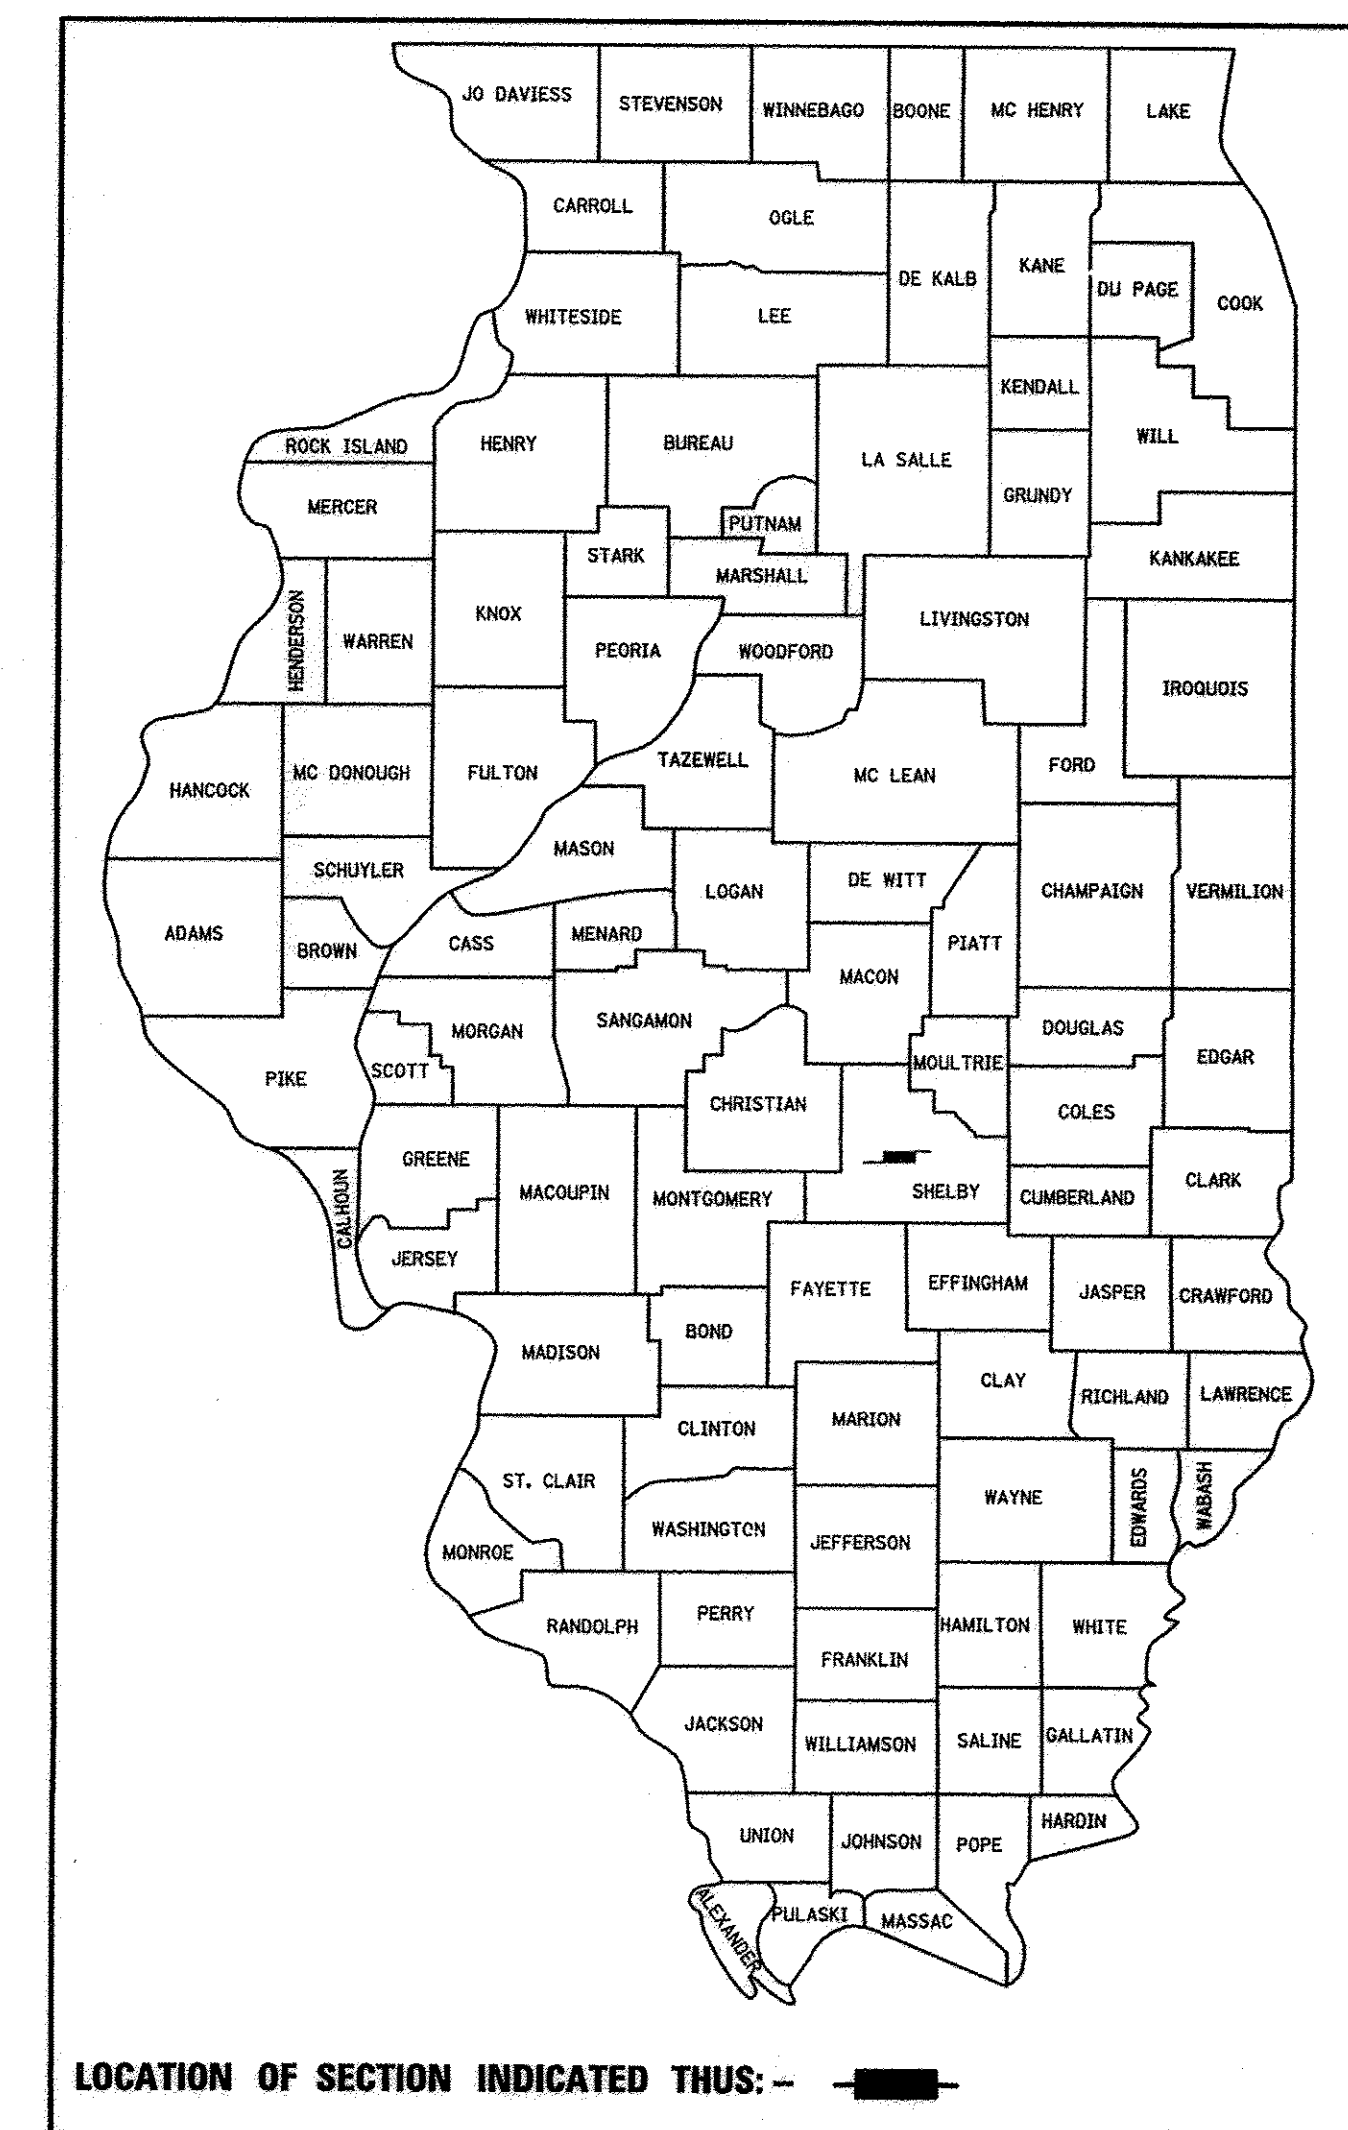 JO DAVIESS
STEVENSON
WINNEBAGO
BOONE
MC HENRY
LAKE
CARROLL
OGLE
DE KALB
KANE
DU PAGE
COOK
WHITESIDE
LEE
KENDALL
ROCK ISLAND
HENRY
BUREAU
LA SALLE
WILL
GRUNDY
MERCER
PUTNAM
STARK
MARSHALL
KANKAKEE
HENDERSON
WARREN
KNOX
PEORIA
WOODFORD
LIVINGSTON
IROQUOIS
HANCOCK
MC DONOUGH
FULTON
TAZEWELL
MC LEAN
FORD
MASON
SCHUYLER
LOGAN
DE WITT
CHAMPAIGN
VERMILION
ADAMS
BROWN
CASS
MENARD
MACON
PIATT
SANGAMON
MORGAN
DOUGLAS
EDGAR
PIKE
SCOTT
MOULTRIE
CHRISTIAN
COLES
GREENE
CALHOUN
MACOUPIN
MONTGOMERY
SHELBY
CUMBERLAND
CLARK
JERSEY
FAYETTE
EFFINGHAM
JASPER
CRAWFORD
BOND
MADISON
CLAY
RICHLAND
LAWRENCE
CLINTON
MARION
ST. CLAIR
WAYNE
EDWARDS
WABASH
WASHINGTON
JEFFERSON
MONROE
RANDOLPH
PERRY
HAMILTON
WHITE
FRANKLIN
JACKSON
WILLIAMSON
SALINE
GALLATIN
UNION
JOHNSON
POPE
HARDIN
ALEXANDER
PULASKI
MASSAC
LOCATION OF SECTION INDICATED THUS: -